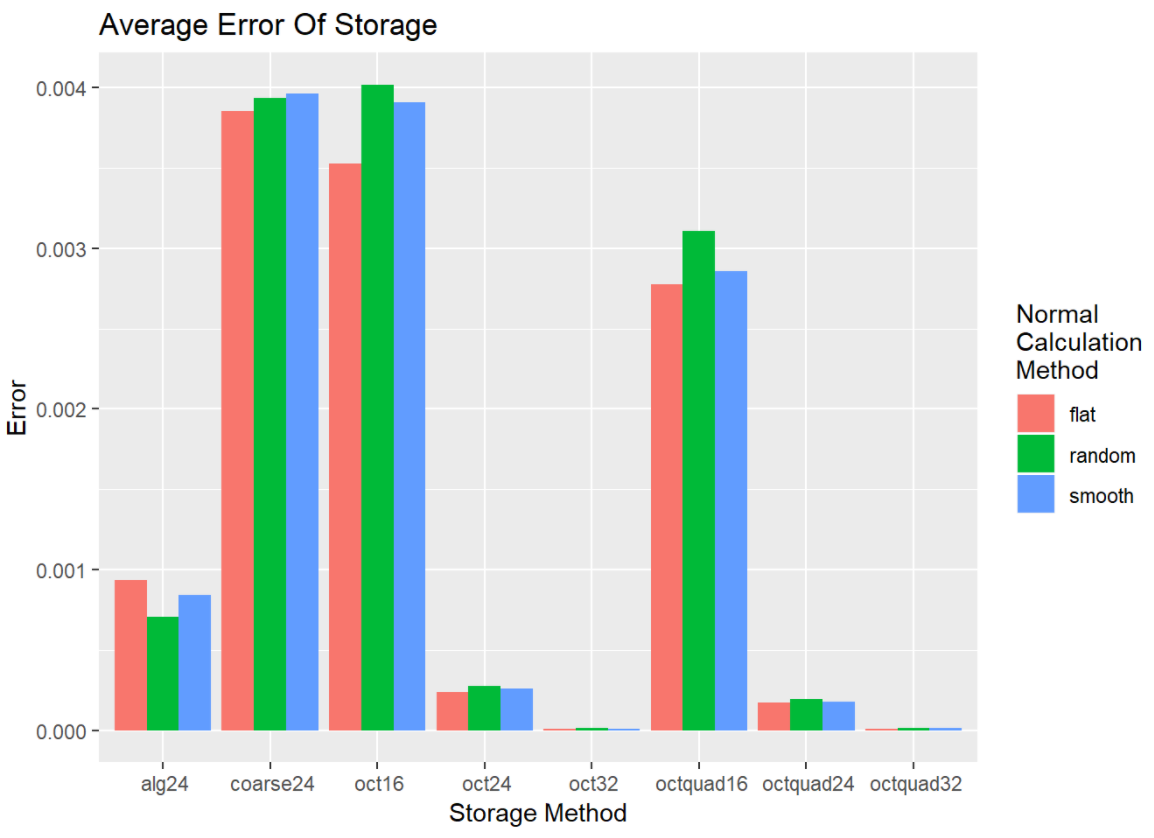 Average Error Of Storage
0.004
0.003
0.002
0.001
0.000
Error
alg24 coarse24 oct16 oct24 oct32 octquad16 octquad24 octquad32
Storage Method
Normal
Calculation
Method
flat
random
smooth